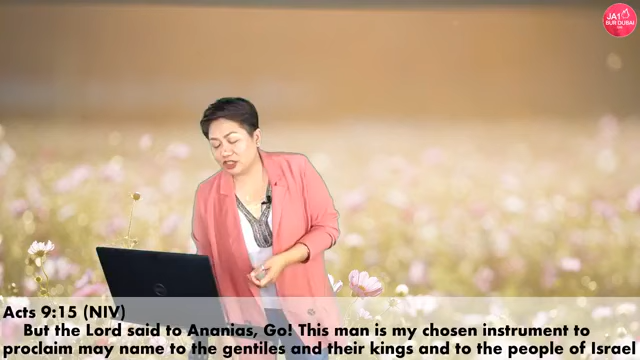 JA1
BUR DUBAI
Acts 9:15 (NIV)
But the Lord said to Ananias, Go! This man is my chosen instrument to
proclaim may name to the gentiles and their kings and to the people of Israel